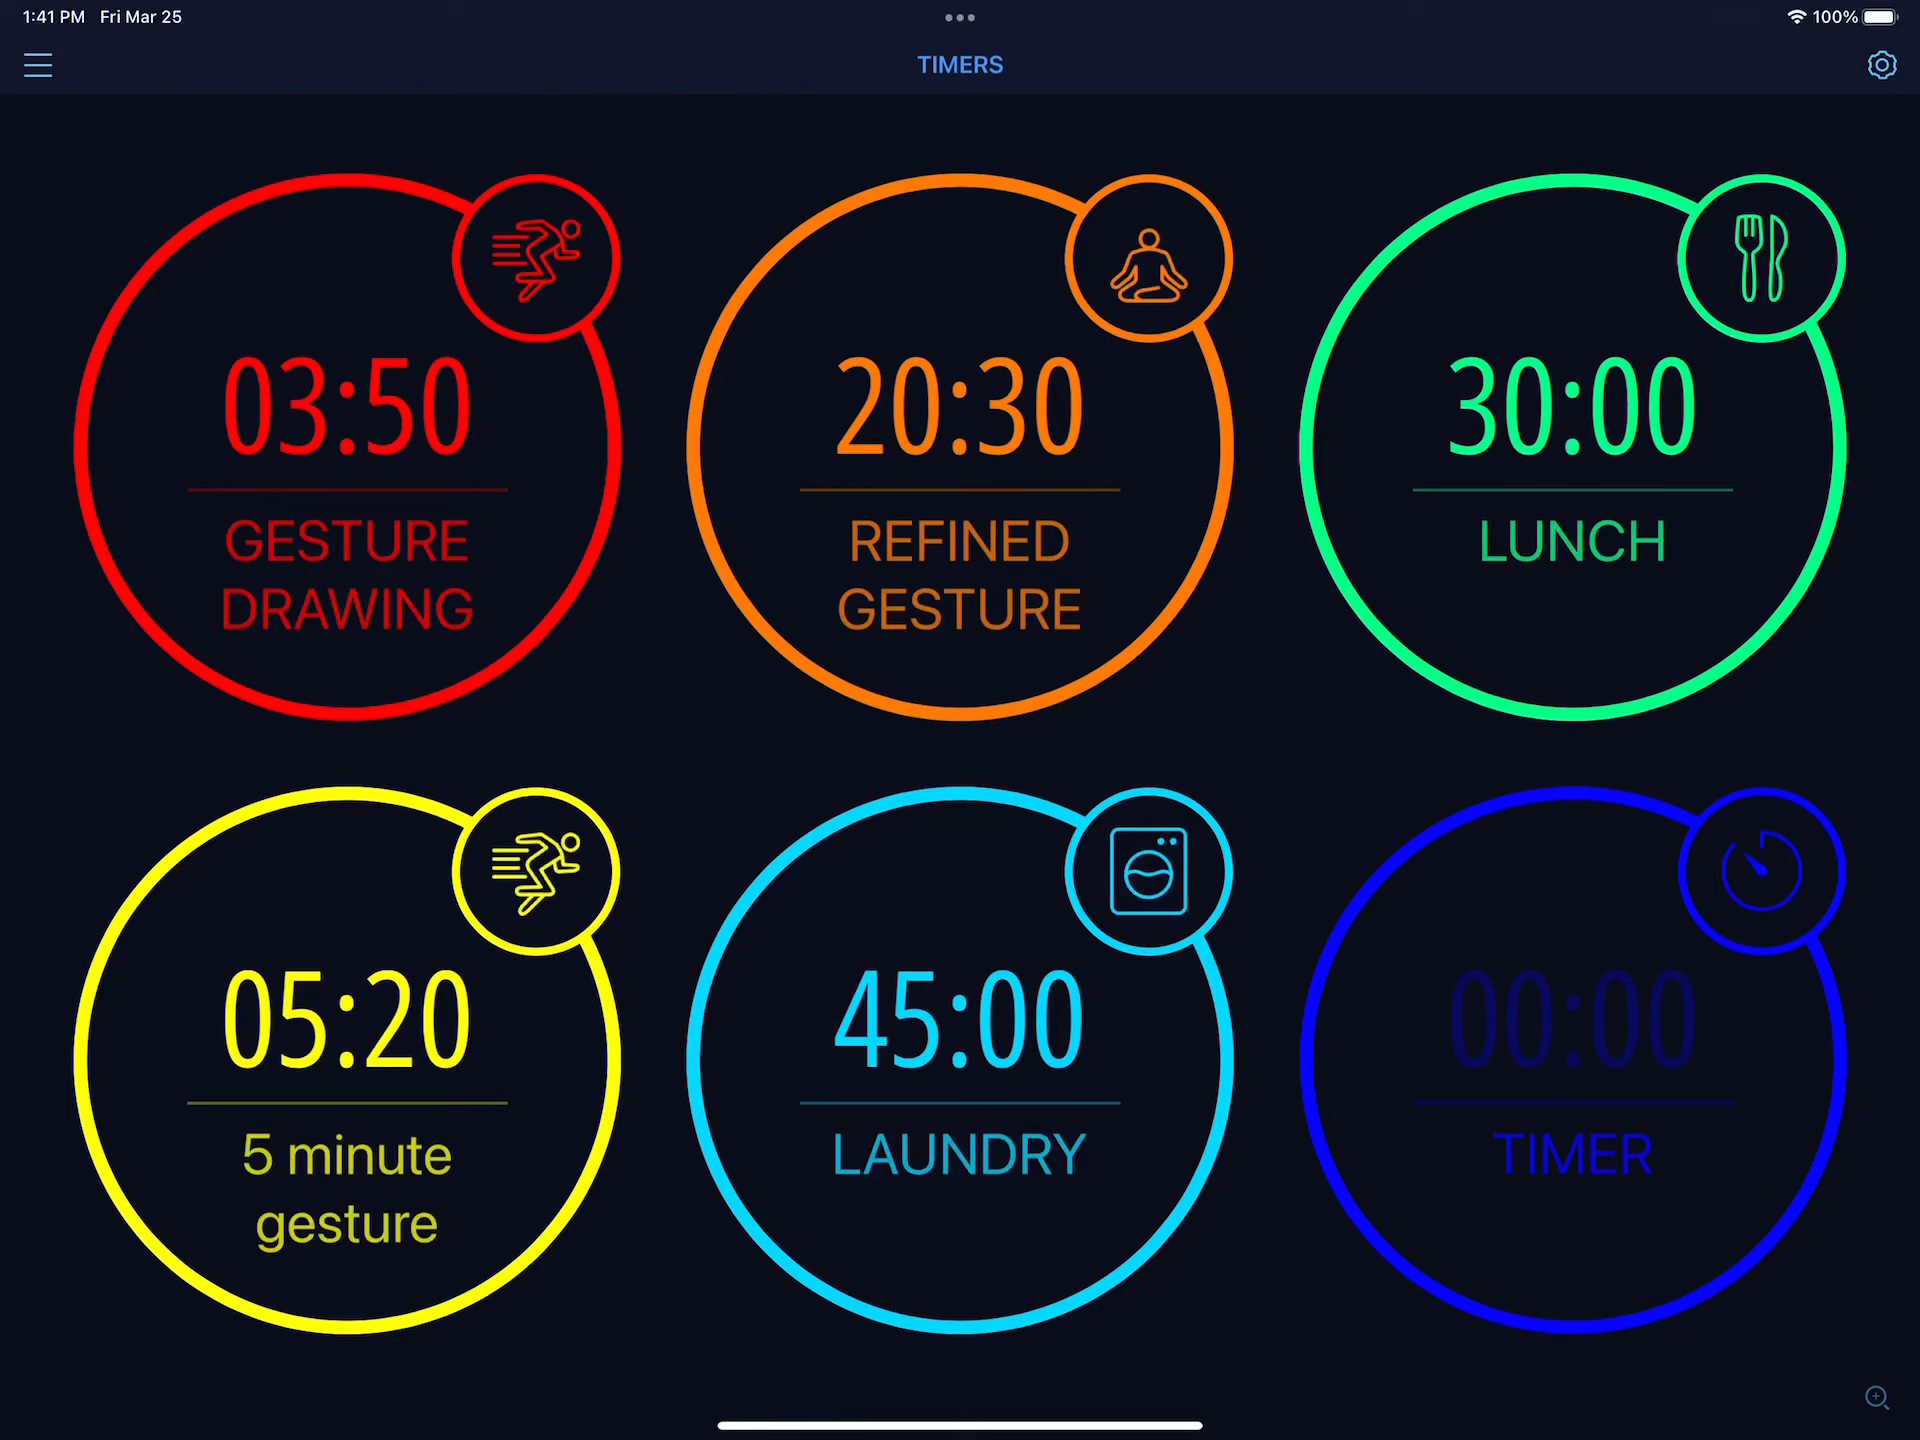 1:41 PM Fri Mar 25
100%
TIMERS
03:50
GESTURE
DRAWING
20:30
REFINED
GESTURE
30:00
LUNCH
05:20
5 minute
gesture
45:00
LAUNDRY
00:00
TIMER